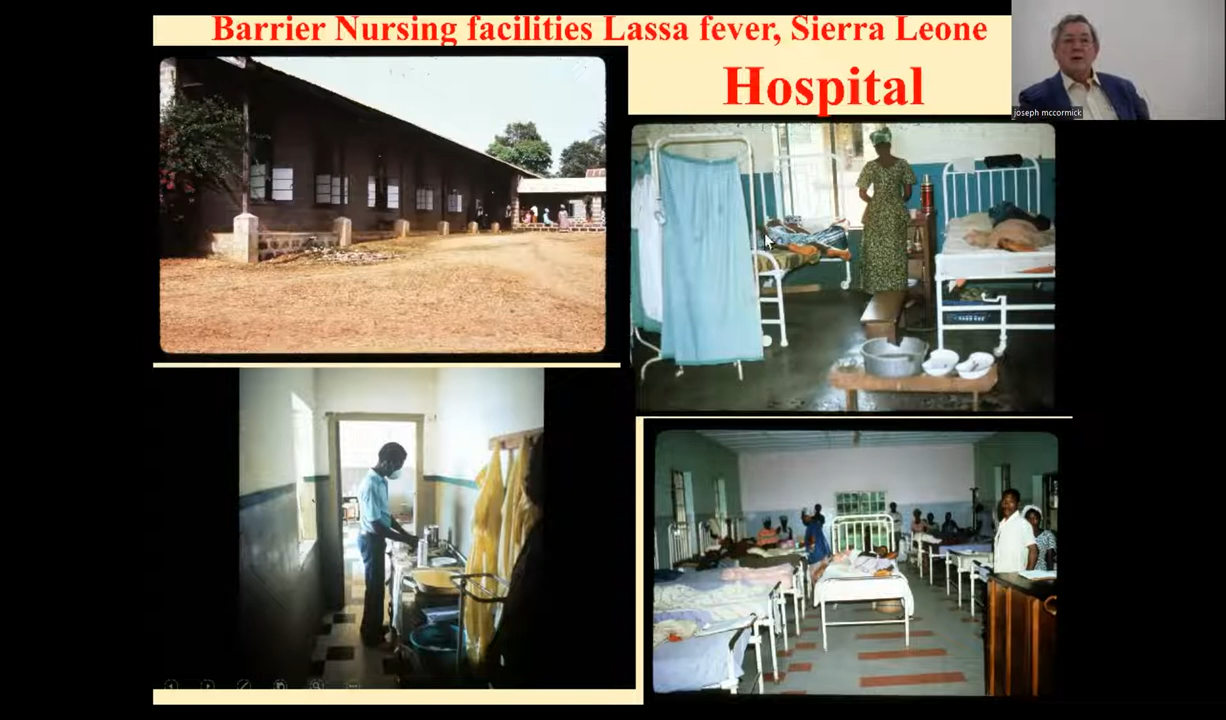 Barrier Nursing facilities Lassa fever, Sierra Leone
Hospital
joseph mccormick